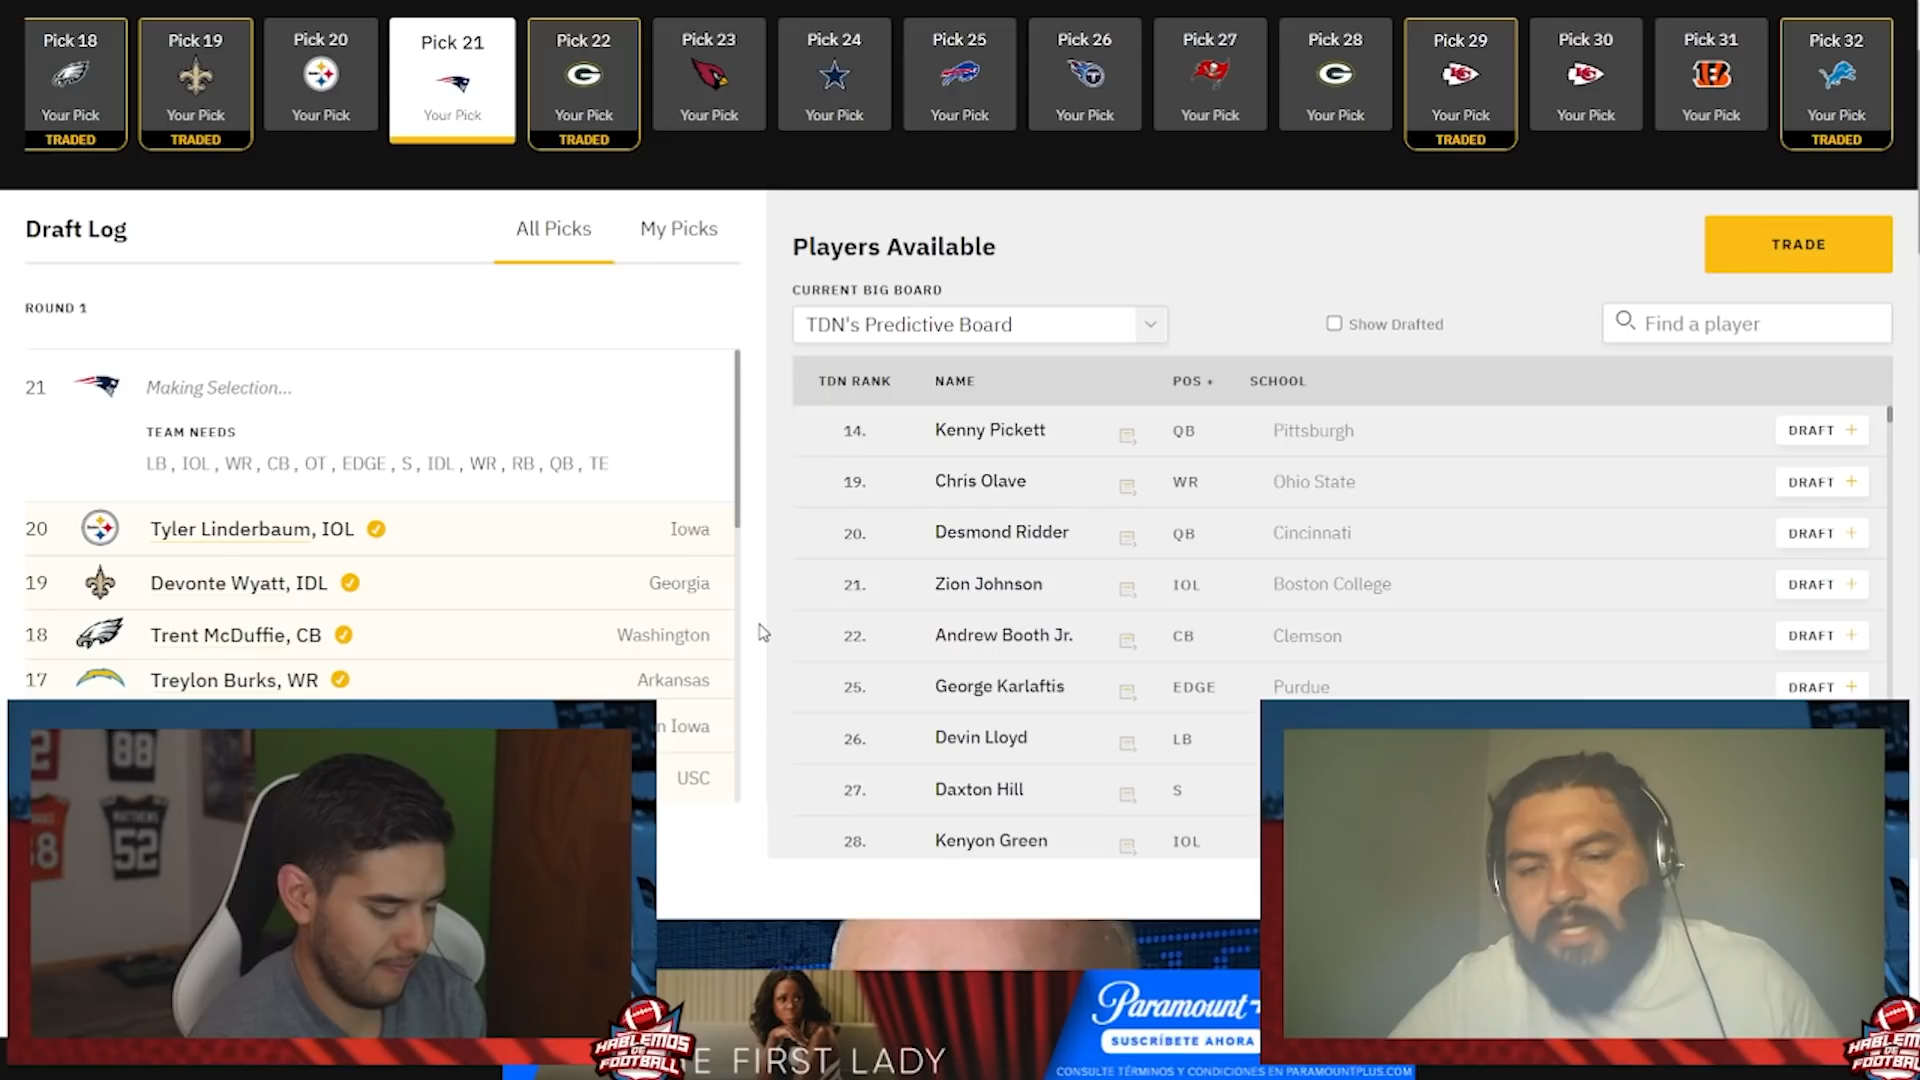 Pick 18
Your Pick
TRADED
Pick 19
Your Pick
TRADED
Pick 20
Your Pick
Pick 21
Your Pick
Pick 22
Your Pick
TRADED
Pick 23
Your Pick
Pick 24
Your Pick
Pick 25
Your Pick
Pick 26
Your Pick
Pick 27
Your Pick
Pick 28
Your Pick
Pick 29
Your Pick
TRADED
Pick 30
Your Pick
Pick 31
Your Pick
Pick 32
Your Pick
TRADED
Draft Log
All Picks
My Picks
ROUND 1
21 Making Selection...
TEAM NEEDS
LB, IOL, WR, CB, OT, EDGE, S, IDL, WR, RB, QB, TE
20 Tyler Linderbaum, IOL Iowa
19 Devonte Wyatt, IDL Georgia
18 Trent McDuffie, CB Washington
17 Treylon Burks, WR Arkansas
n Iowa
USC
Players Available
TRADE
CURRENT BIG BOARD
TDN's Predictive Board
Show Drafted
Find a player
TDN RANK NAME POS SCHOOL
14. Kenny Pickett QB Pittsburgh DRAFT +
19. Chris Olave WR Ohio State DRAFT +
20. Desmond Ridder QB Cincinnati DRAFT +
21. Zion Johnson IOL Boston College DRAFT +
22. Andrew Booth Jr. CB Clemson DRAFT +
25. George Karlaftis EDGE Purdue DRAFT +
26. Devin Lloyd LB
27. Daxton Hill S
28. Kenyon Green IOL
88
52
HABLEMOS
DE
FOOTBALL
E FIRST LADY
Paramount+
SUSCRÍBETE AHORA
CONSULTE TÉRMINOS Y CONDICIONES EN PARAMOUNTPLUS.COM
HABLEM
DE
FOOTBAL